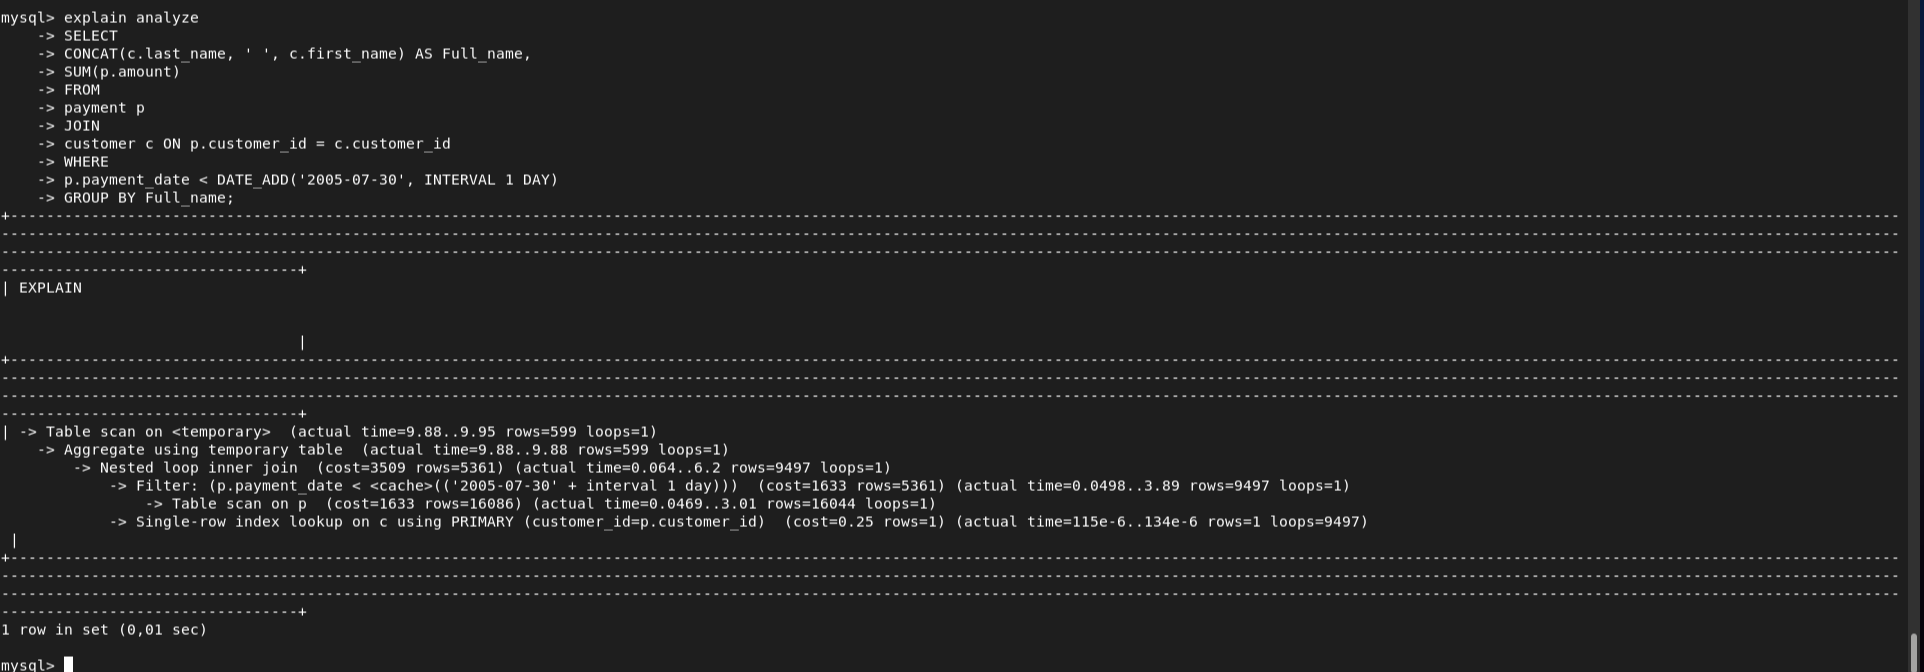 mysql> explain analyze
    -> SELECT
    -> CONCAT(c.last_name, ' ', c.first_name) AS Full_name,
    -> SUM(p.amount)
    -> FROM
    -> payment p
    -> JOIN
    -> customer c ON p.customer_id = c.customer_id
    -> WHERE
    -> p.payment_date < DATE_ADD('2005-07-30', INTERVAL 1 DAY)
    -> GROUP BY Full_name;
| EXPLAIN
|
| -> Table scan on <temporary>  (actual time=9.88..9.95 rows=599 loops=1)
    -> Aggregate using temporary table  (actual time=9.88..9.88 rows=599 loops=1)
        -> Nested loop inner join  (cost=3509 rows=5361) (actual time=0.064..6.2 rows=9497 loops=1)
            -> Filter: (p.payment_date < <cache>(('2005-07-30' + interval 1 day)))  (cost=1633 rows=5361) (actual time=0.0498..3.89 rows=9497 loops=1)
                -> Table scan on p  (cost=1633 rows=16086) (actual time=0.0469..3.01 rows=16044 loops=1)
            -> Single-row index lookup on c using PRIMARY (customer_id=p.customer_id)  (cost=0.25 rows=1) (actual time=115e-6..134e-6 rows=1 loops=9497)
|
1 row in set (0,01 sec)
mysql>